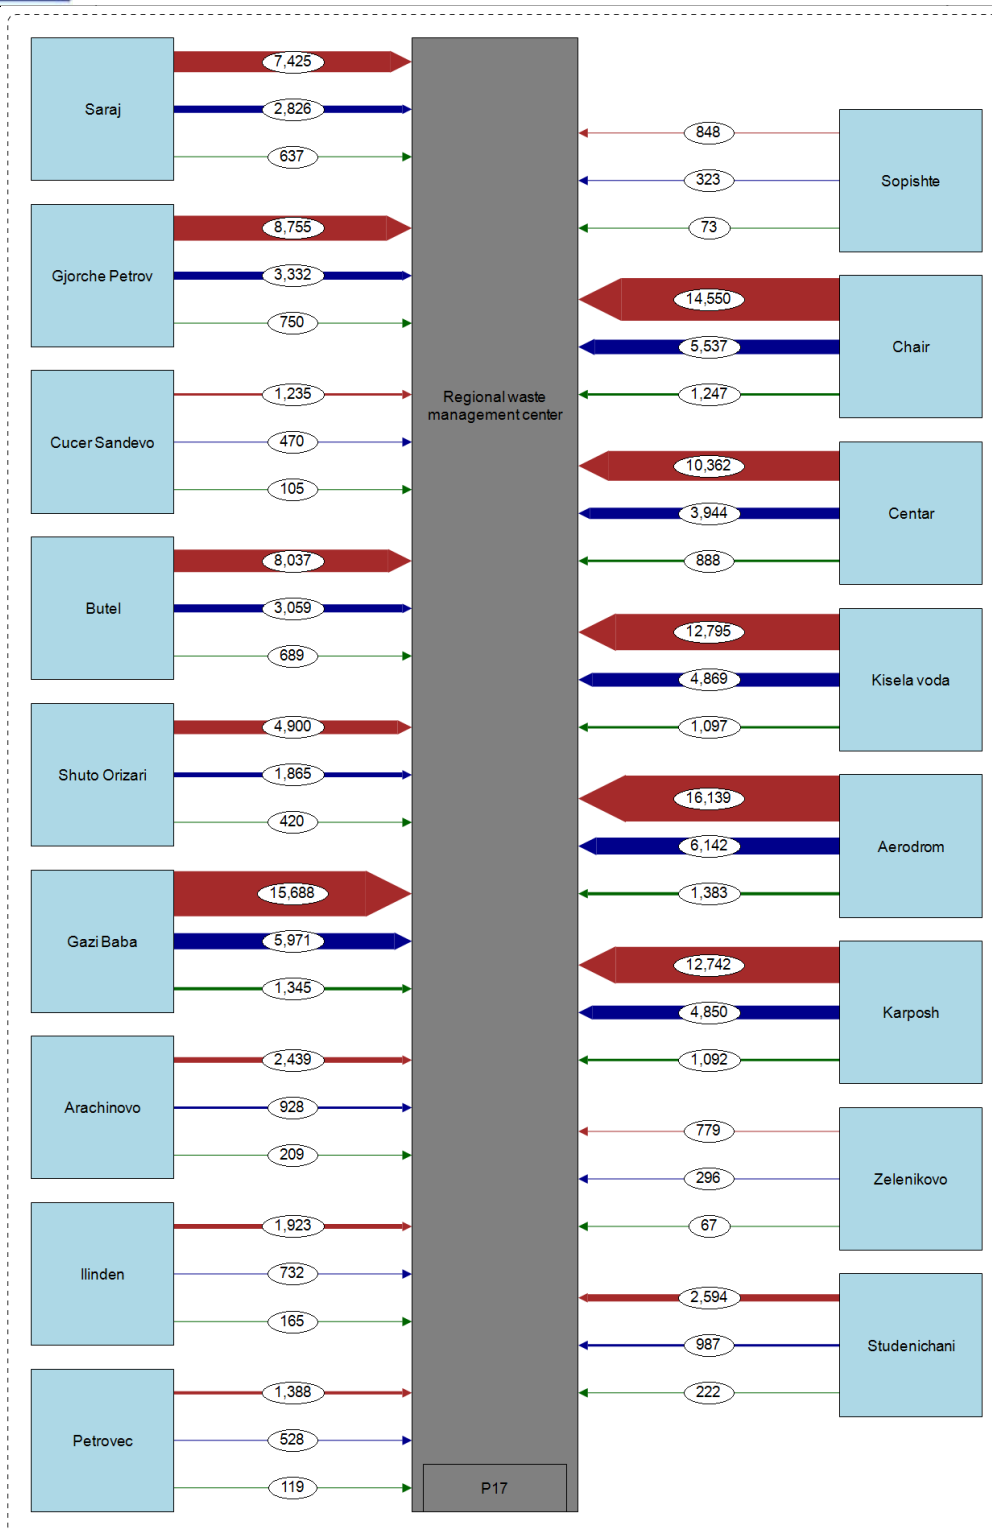 Saraj
7,425
2,826
637
Gjorche Petrov
8,755
3,332
750
Cucer Sandevo
1,235
470
105
Butel
8,037
3,059
689
Shuto Orizari
4,900
1,865
420
Gazi Baba
15,688
5,971
1,345
Arachinovo
2,439
928
209
Ilinden
1,923
732
165
Petrovec
1,388
528
119
Regional waste
management center
P17
848
323
73
Sopishte
14,550
5,537
1,247
Chair
10,362
3,944
888
Centar
12,795
4,869
1,097
Kisela voda
16,139
6,142
1,383
Aerodrom
12,742
4,850
1,092
Karposh
779
296
67
Zelenikovo
2,594
987
222
Studenichani